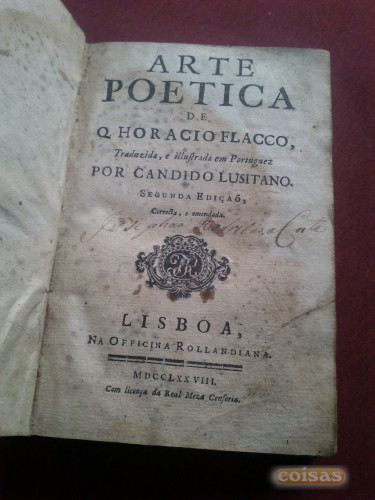 ARTE
POETICA
DE
Q. HORACIO FLACCO,
Traduzida, e illustrada em Portuguez
POR CANDIDO LUSITANO.
SEGUNDA EDIÇAÕ,
Correcta, e emendada.
LISBOA,
NA OFFICINA ROLLANDIANA.
MDCCLXXVIII.
Com licença da Real Meza Censoria.
coisas